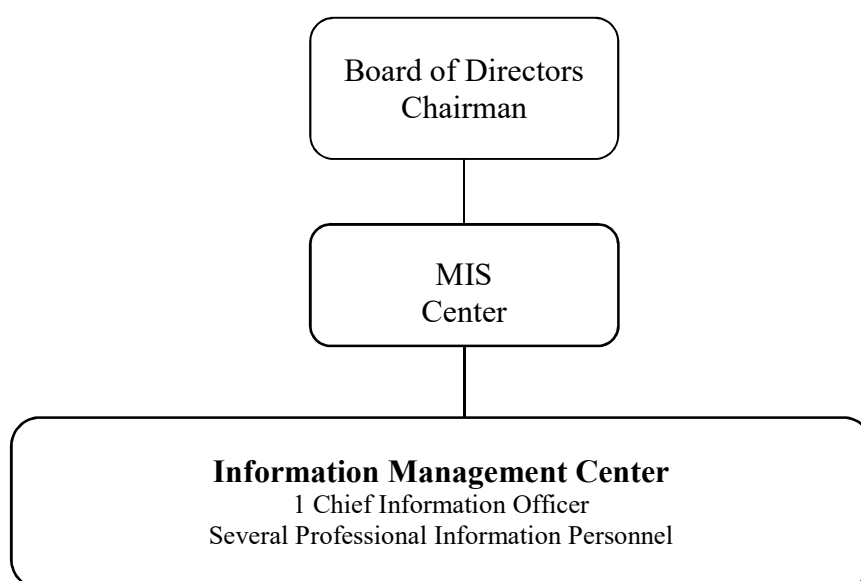 Board of Directors
Chairman
MIS
Center
Information Management Center
1 Chief Information Officer
Several Professional Information Personnel